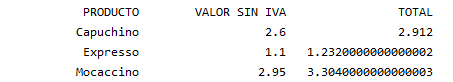 PRODUCTO VALOR SIN IVA TOTAL
Capuchino 2.6 2.912
Expresso 1.1 1.2320000000000002
Mocaccino 2.95 3.3040000000000003